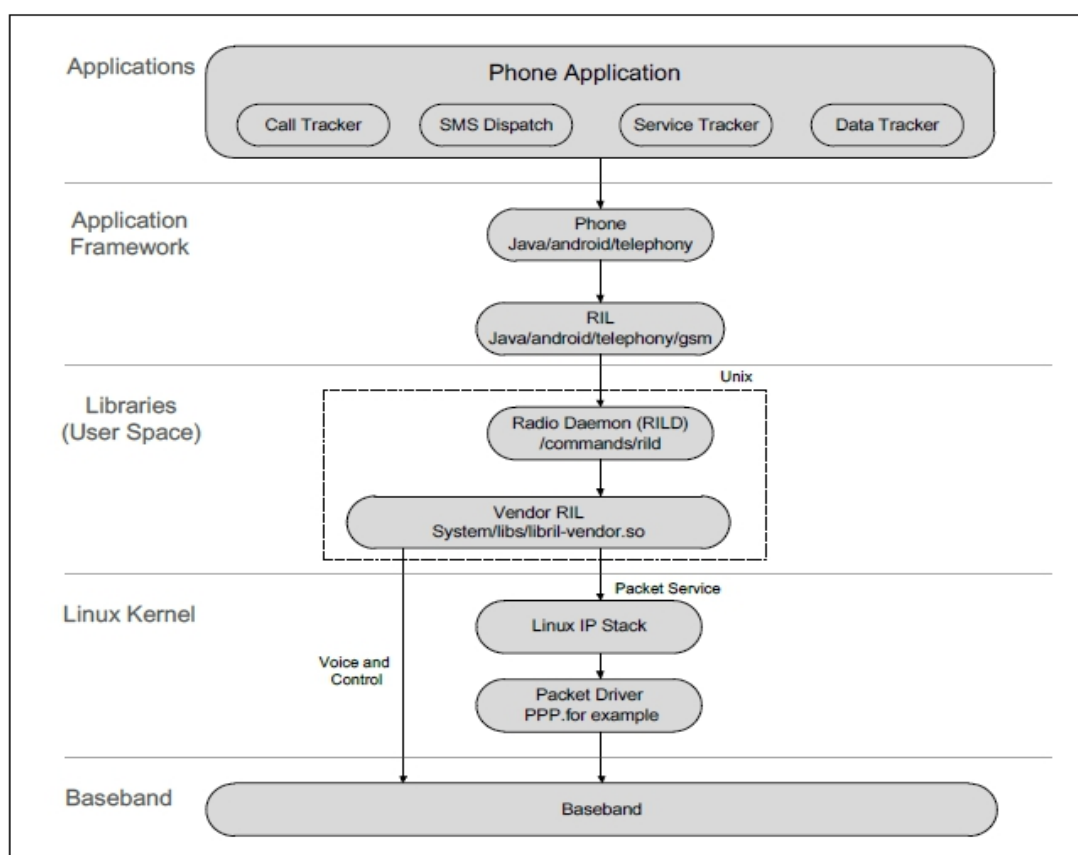 Applications
Phone Application
Call Tracker
SMS Dispatch
Service Tracker
Data Tracker
Application
Framework
Phone
Java/android/telephony
RIL
Java/android/telephony/gsm
Unix
Libraries
(User Space)
Radio Daemon (RILD)
/commands/rild
Vendor RIL
System/libs/libril-vendor.so
Packet Service
Linux Kernel
Linux IP Stack
Voice and
Control
Packet Driver
PPP.for example
Baseband
Baseband